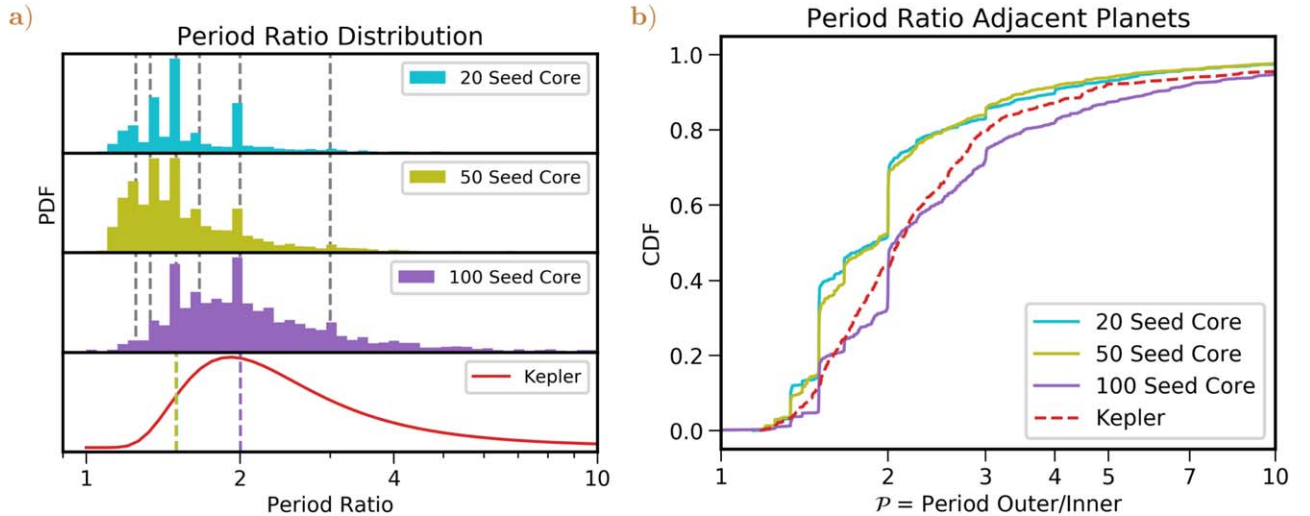 a)
Period Ratio Distribution
20 Seed Core
50 Seed Core
100 Seed Core
Kepler
PDF
1 2 4 10
Period Ratio
b)
Period Ratio Adjacent Planets
1.0
0.8
0.6
0.4
0.2
0.0
CDF
20 Seed Core
50 Seed Core
100 Seed Core
Kepler
1 2 3 4 5 7 10
𝒫 = Period Outer/Inner